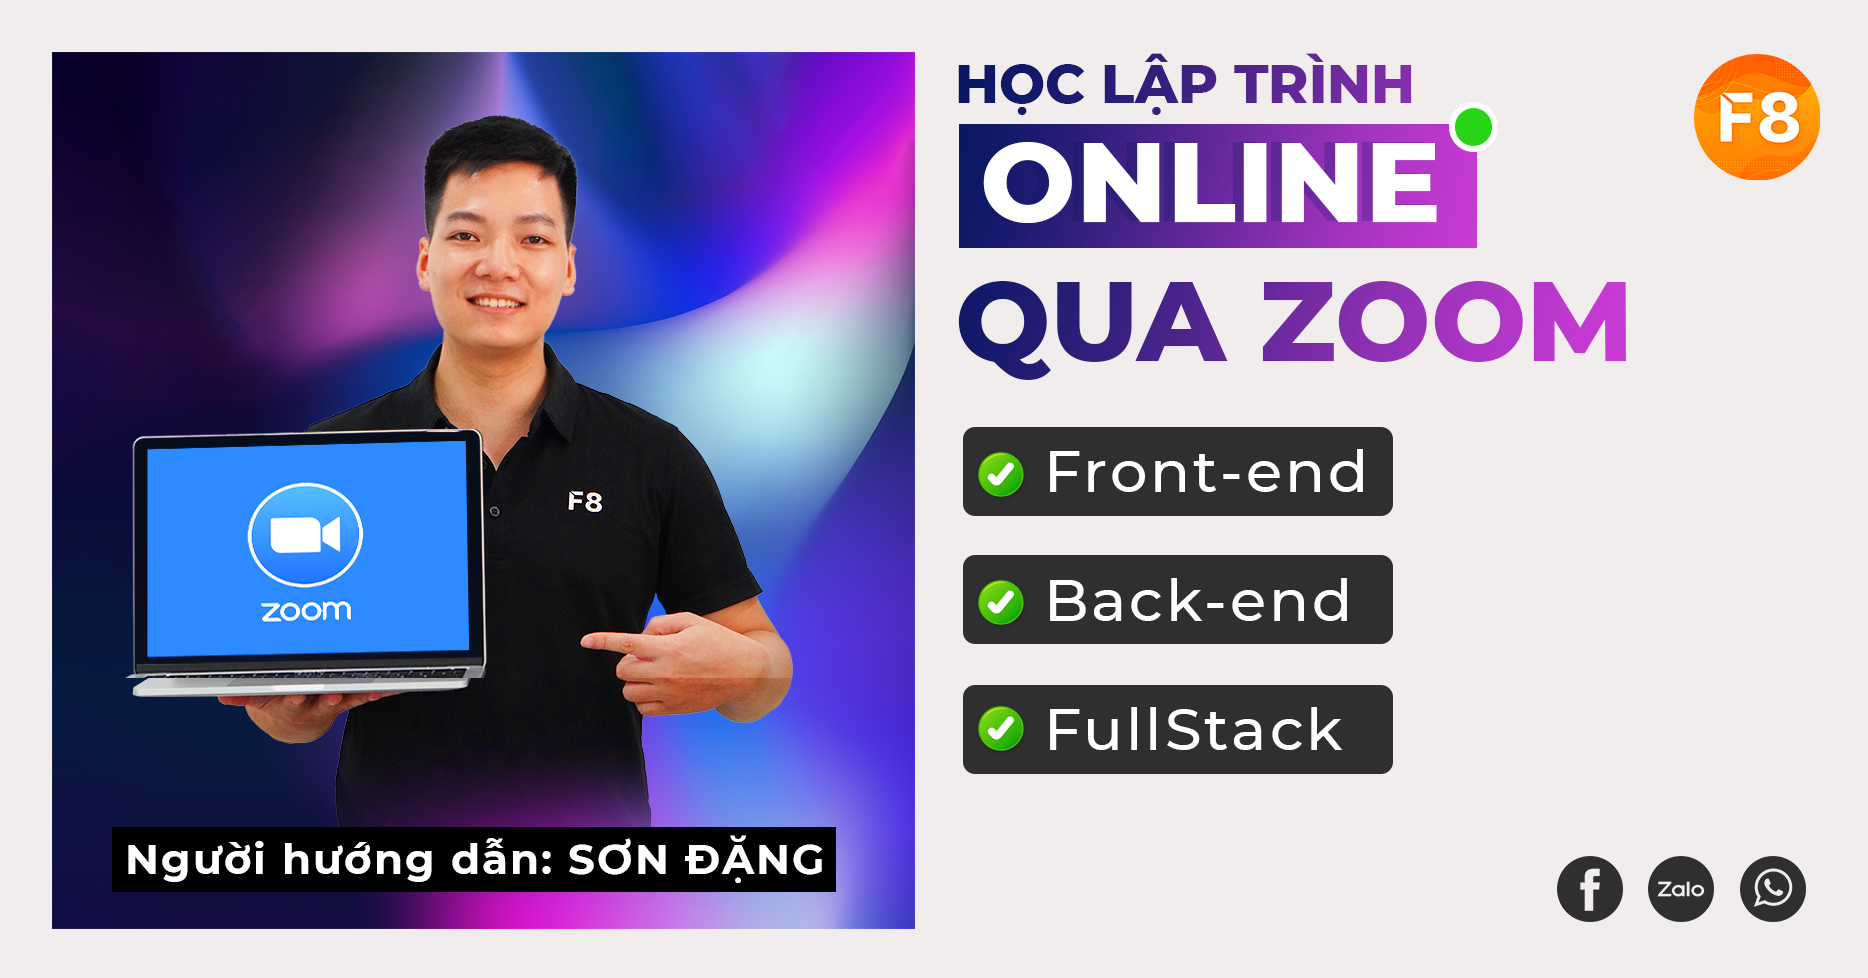 HỌC LẬP TRÌNH
ONLINE
QUA ZOOM
F8
Front-end
Back-end
FullStack
F8
zoom
Người hướng dẫn: SƠN ĐẶNG
Zalo